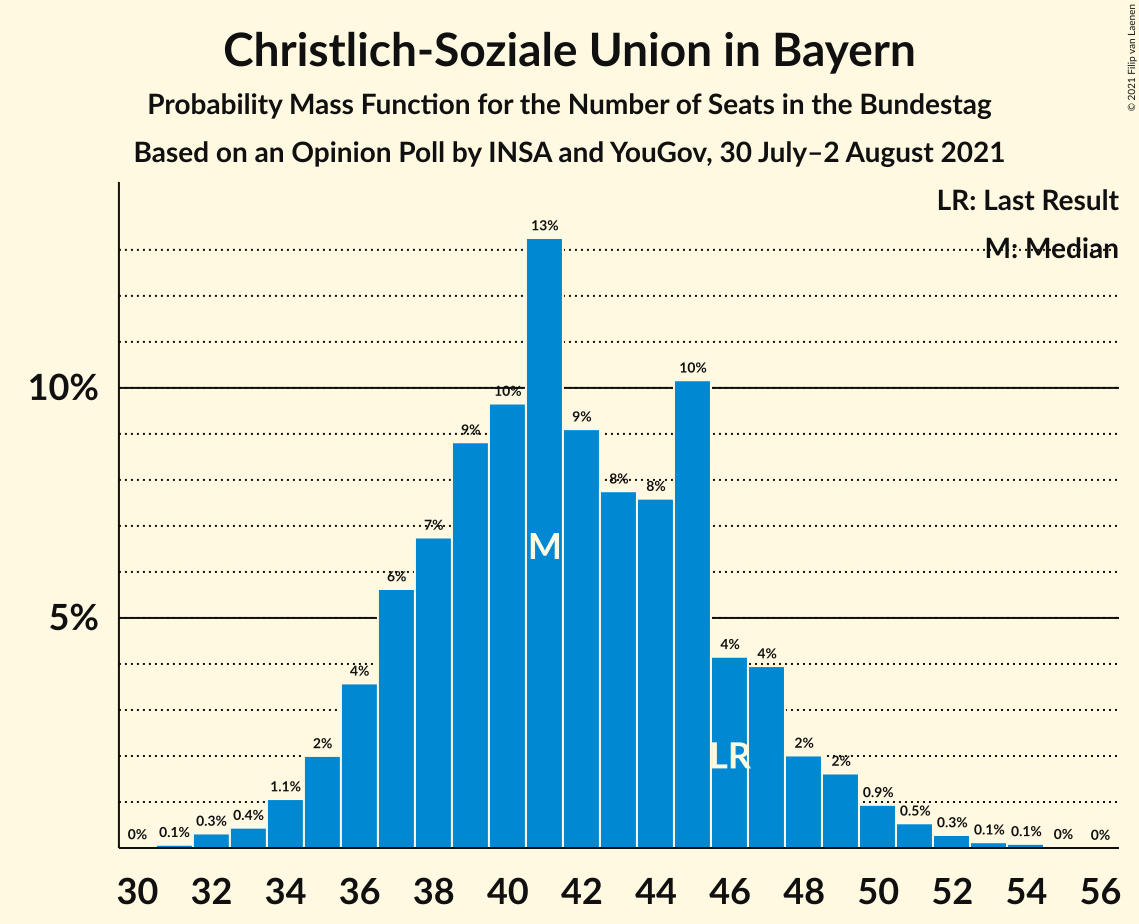 Christlich-Soziale Union in Bayern
Probability Mass Function for the Number of Seats in the Bundestag
Based on an Opinion Poll by INSA and YouGov, 30 July–2 August 2021
© 2021 Filip van Laenen
LR: Last Result
M: Median
10%
5%
0% 0.1% 0.3% 0.4% 1.1% 2% 4% 6% 7% 9% 10% 13% 9% 8% 8% 10% 4% 4% 2% 2% 0.9% 0.5% 0.3% 0.1% 0.1% 0% 0%
M
LR
30 32 34 36 38 40 42 44 46 48 50 52 54 56